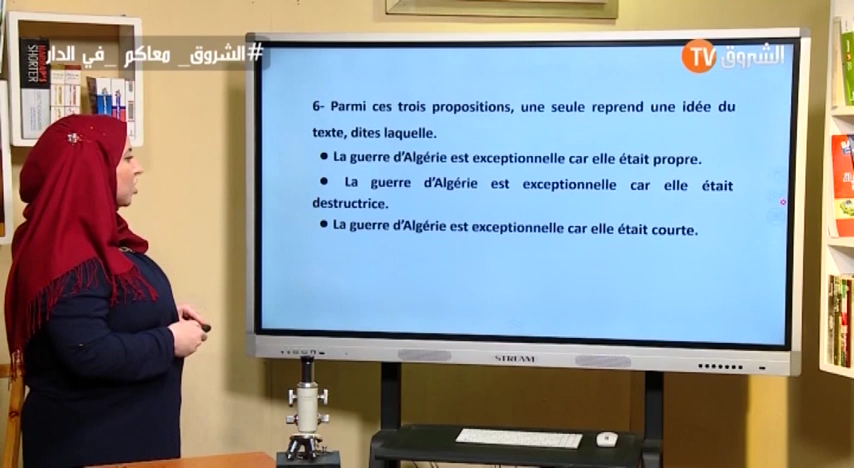 #الشروق_ معاكم _في الدار
الشروق TV
SHORTER
6- Parmi ces trois propositions, une seule reprend une idée du
texte, dites laquelle.
● La guerre d'Algérie est exceptionnelle car elle était propre.
● La guerre d'Algérie est exceptionnelle car elle était
destructrice.
● La guerre d'Algérie est exceptionnelle car elle était courte.
STREAM